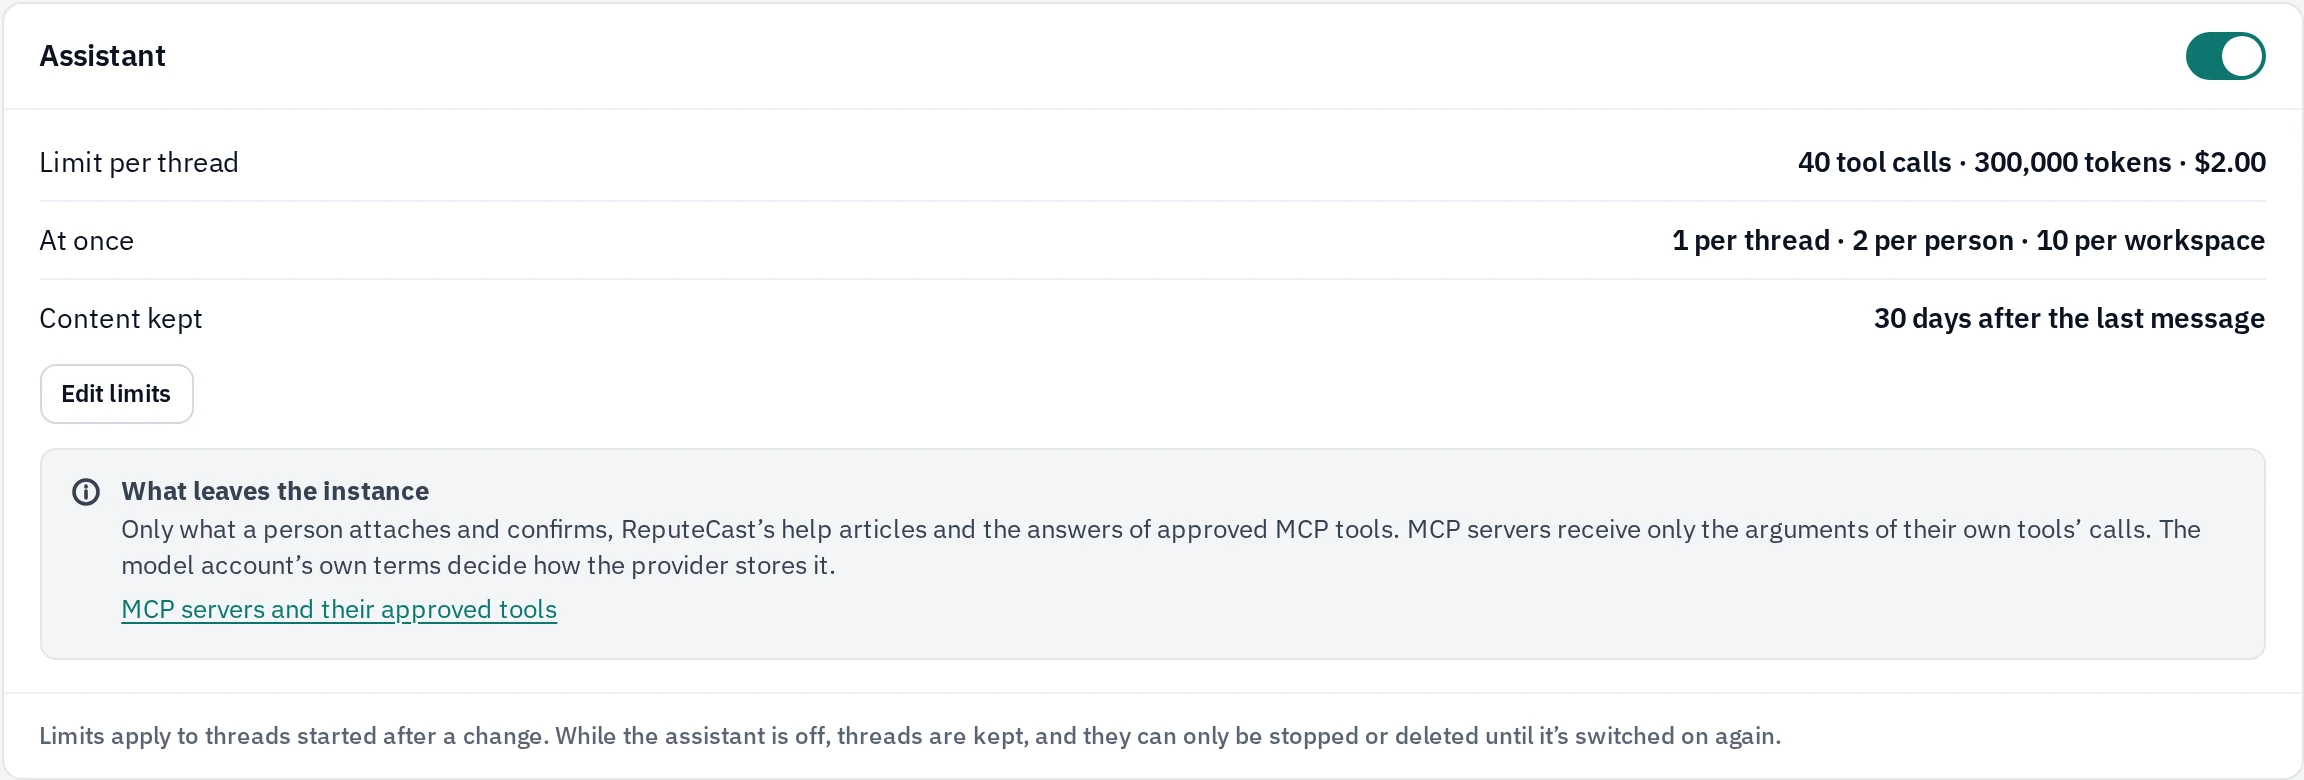 Assistant
Limit per thread
40 tool calls · 300,000 tokens · $2.00
At once
1 per thread · 2 per person · 10 per workspace
Content kept
30 days after the last message
Edit limits
What leaves the instance
Only what a person attaches and confirms, ReputeCast’s help articles and the answers of approved MCP tools. MCP servers receive only the arguments of their own tools’ calls. The
model account’s own terms decide how the provider stores it.
MCP servers and their approved tools
Limits apply to threads started after a change. While the assistant is off, threads are kept, and they can only be stopped or deleted until it’s switched on again.